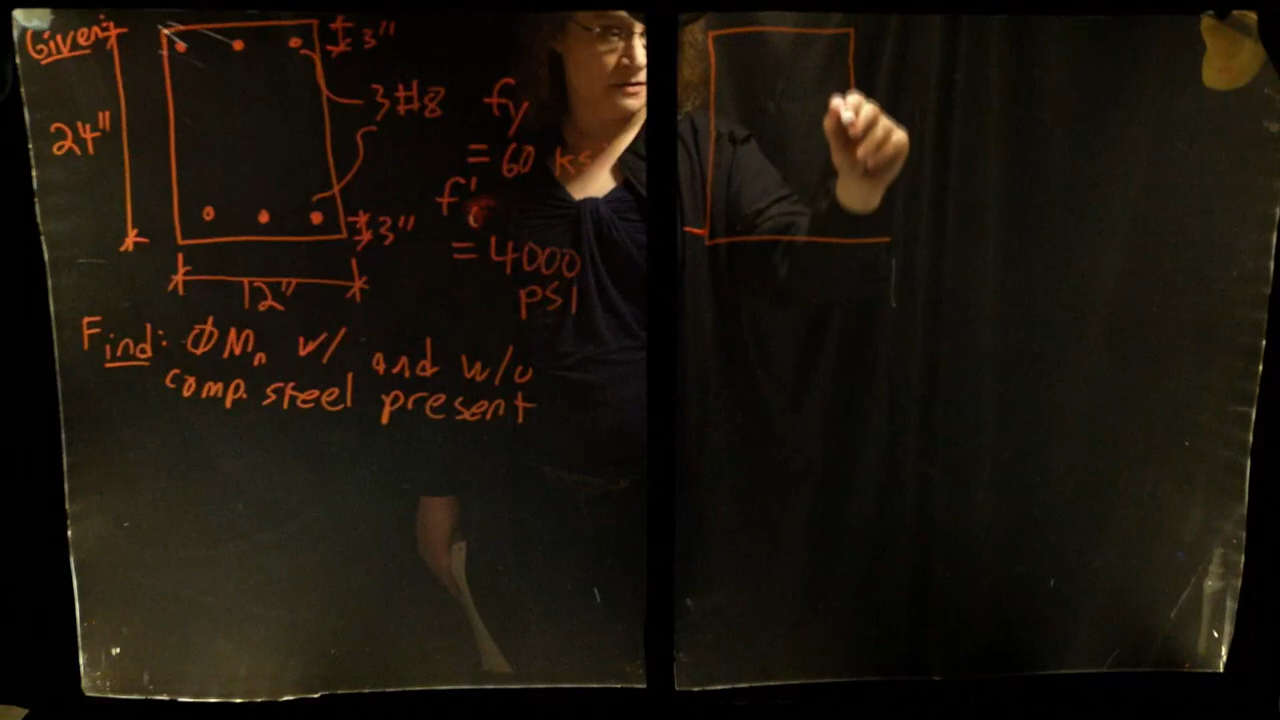 Given:
3"
24"
3#8
fy
= 60 ksi
f'c
= 4000
psi
3"
12"
Find: ϕMn w/ and w/o
comp. steel present